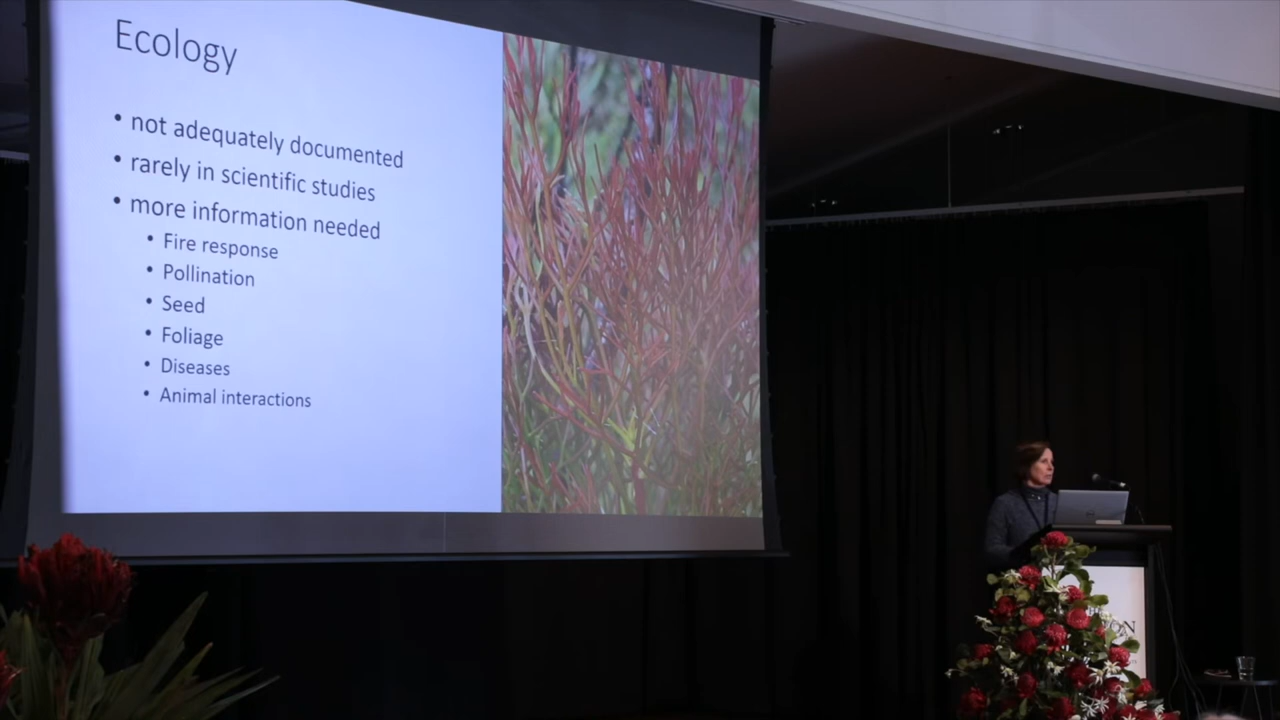 Ecology
• not adequately documented
• rarely in scientific studies
• more information needed
• Fire response
• Pollination
• Seed
• Foliage
• Diseases
• Animal interactions